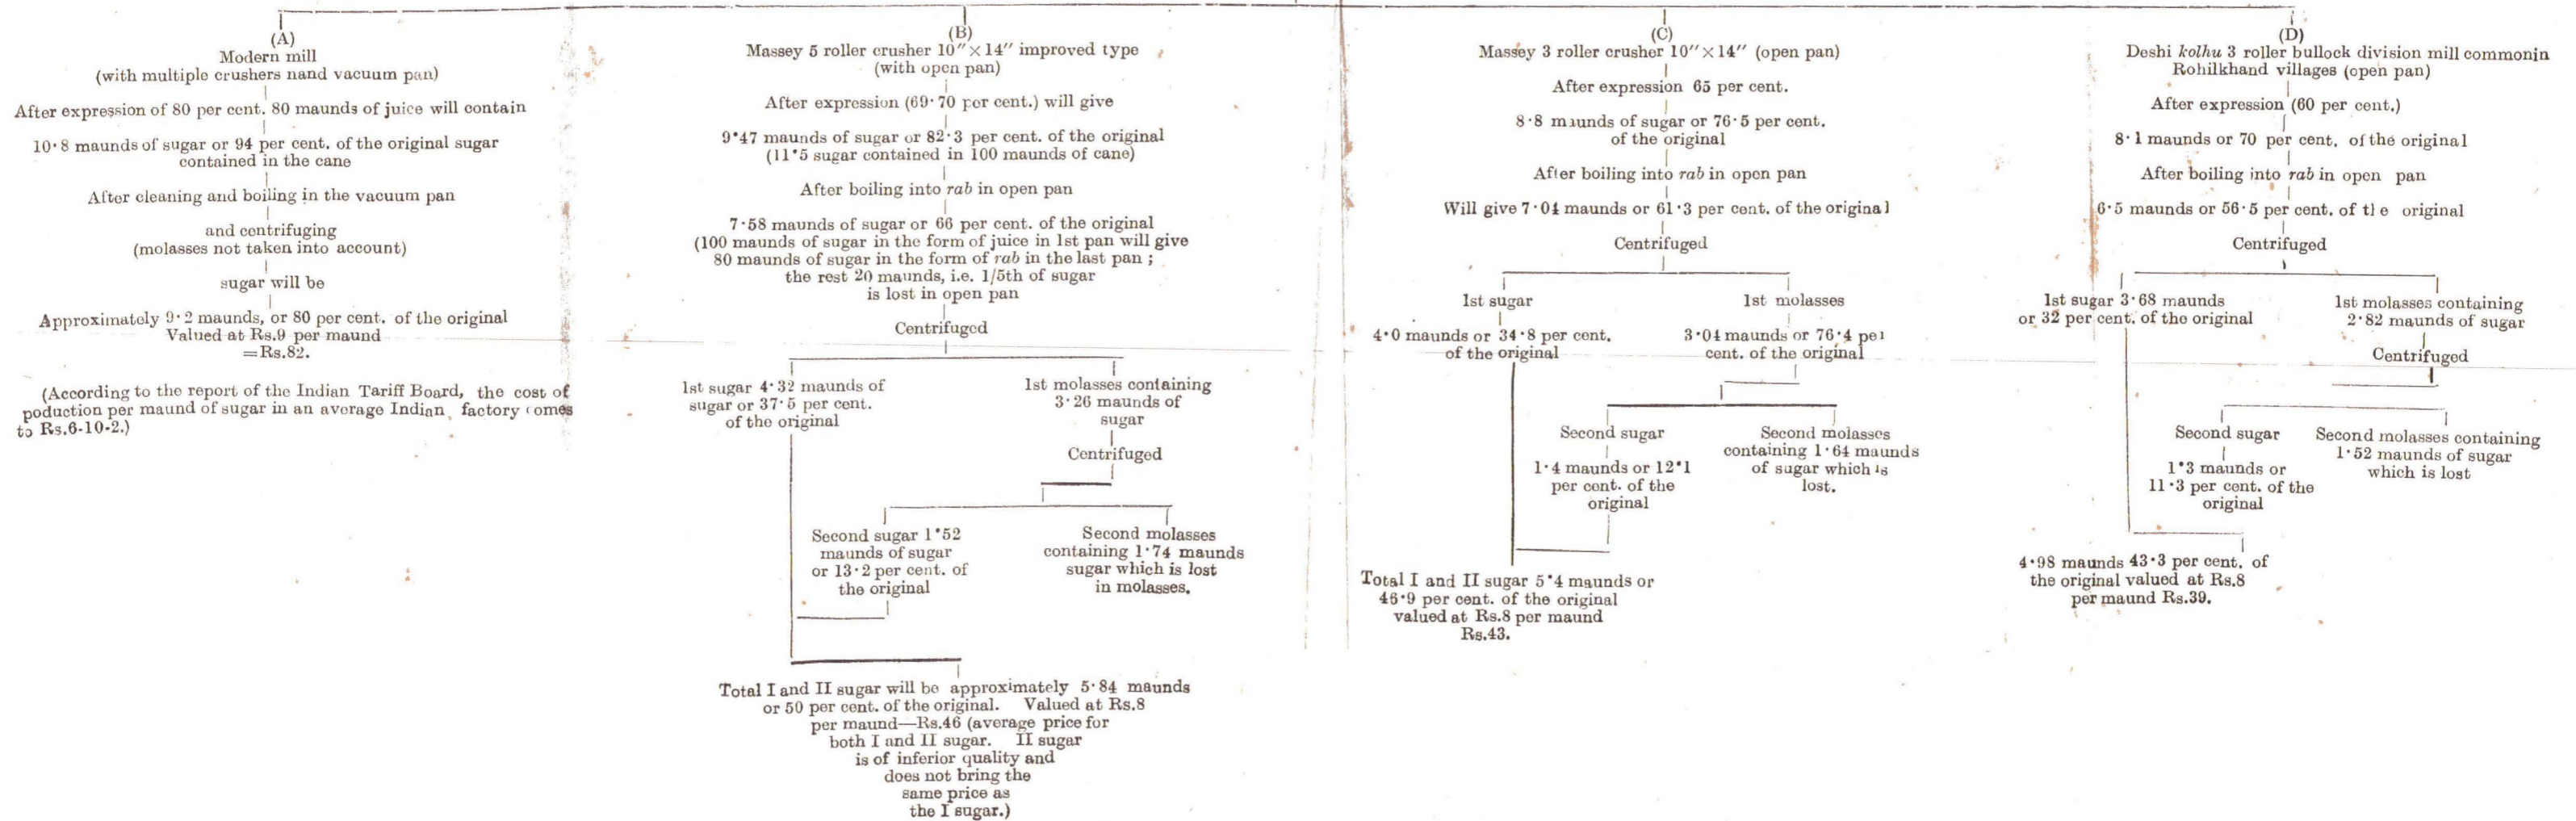 (A)
Modern mill
(with multiple crushers nand vacuum pan)
After expression of 80 per cent. 80 maunds of juice will contain
10·8 maunds of sugar or 94 per cent. of the original sugar
contained in the cane
After cleaning and boiling in the vacuum pan
and centrifuging
(molasses not taken into account)
sugar will be
Approximately 9·2 maunds, or 80 per cent. of the original
Valued at Rs.9 per maund
=Rs.82.
(According to the report of the Indian Tariff Board, the cost of
poduction per maund of sugar in an average Indian factory comes
to Rs.6-10-2.)
(B)
Massey 5 roller crusher 10″×14″ improved type
(with open pan)
After expression (69·70 per cent.) will give
9·47 maunds of sugar or 82·3 per cent. of the original
(11·5 sugar contained in 100 maunds of cane)
After boiling into rab in open pan
7·58 maunds of sugar or 66 per cent. of the original
(100 maunds of sugar in the form of juice in 1st pan will give
80 maunds of sugar in the form of rab in the last pan ;
the rest 20 maunds, i.e. 1/5th of sugar
is lost in open pan
Centrifuged
1st sugar 4·32 maunds of
sugar or 37·5 per cent.
of the original
1st molasses containing
3·26 maunds of
sugar
Centrifuged
Second sugar 1·52
maunds of sugar
or 13·2 per cent. of
the original
Second molasses
containing 1·74 maunds
sugar which is lost
in molasses.
Total I and II sugar will be approximately 5·84 maunds
or 50 per cent. of the original. Valued at Rs.8
per maund—Rs.46 (average price for
both I and II sugar. II sugar
is of inferior quality and
does not bring the
same price as
the I sugar.)
(C)
Massey 3 roller crusher 10″×14″ (open pan)
After expression 65 per cent.
8·8 maunds of sugar or 76·5 per cent.
of the original
After boiling into rab in open pan
Will give 7·04 maunds or 61·3 per cent. of the original
Centrifuged
1st sugar
4·0 maunds or 34·8 per cent.
of the original
1st molasses
3·04 maunds or 76·4 per
cent. of the original
Second sugar
1·4 maunds or 12·1
per cent. of the
original
Second molasses
containing 1·64 maunds
of sugar which is
lost.
Total I and II sugar 5·4 maunds or
46·9 per cent. of the original
valued at Rs.8 per maund
Rs.43.
(D)
Deshi kolhu 3 roller bullock division mill commonin
Rohilkhand villages (open pan)
After expression (60 per cent.)
8·1 maunds or 70 per cent. of the original
After boiling into rab in open pan
6·5 maunds or 56·5 per cent. of the original
Centrifuged
1st sugar 3·68 maunds
or 32 per cent. of the original
1st molasses containing
2·82 maunds of sugar
Centrifuged
Second sugar
1·3 maunds or
11·3 per cent. of the
original
Second molasses containing
1·52 maunds of sugar
which is lost
4·98 maunds 43·3 per cent. of
the original valued at Rs.8
per maund Rs.39.